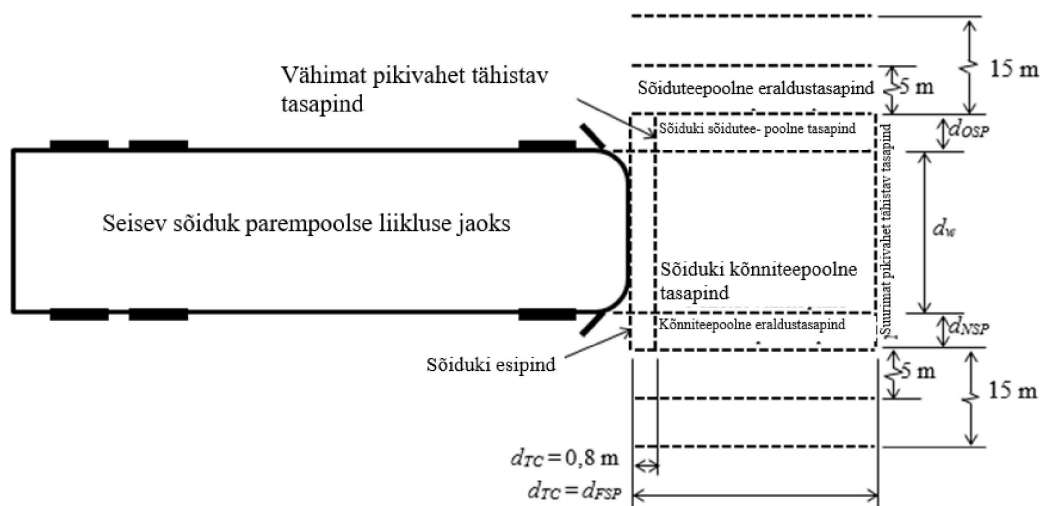 Vähimat pikivahet tähistav
tasapind
15 m
5 m
Sõiduteepoolne eraldustasapind
Sõiduki sõidutee- poolne tasapind
dOSP
Seisev sõiduk parempoolse liikluse jaoks
Suurimat pikivahet tähistav tasapind
dw
Sõiduki kõnniteepoolne
tasapind
Kõnniteepoolne eraldustasapind
dNSP
Sõiduki esipind
5 m
15 m
dTC = 0,8 m
dTC = dFSP